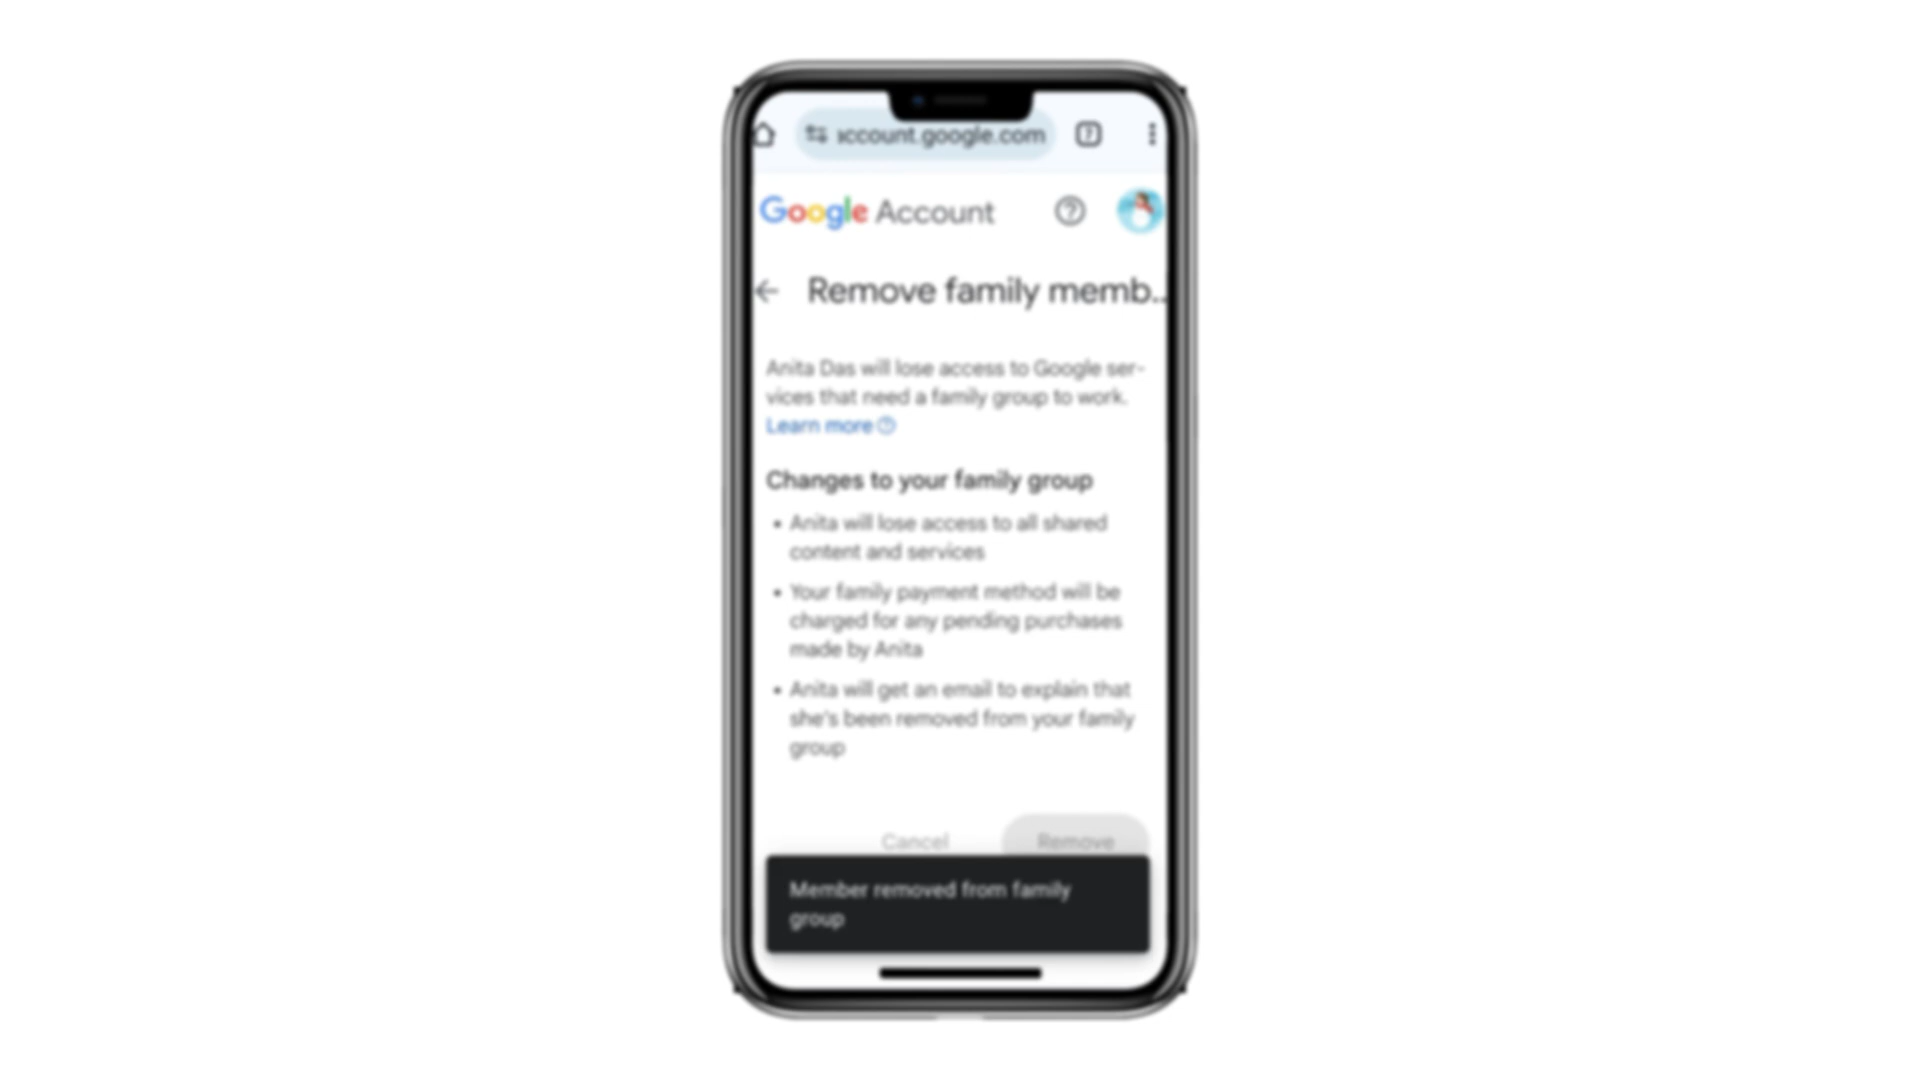 account.google.com 7
Google Account
Remove family memb..
Anita Das will lose access to Google ser-
vices that need a family group to work.
Learn more
Changes to your family group
• Anita will lose access to all shared
content and services
• Your family payment method will be
charged for any pending purchases
made by Anita
• Anita will get an email to explain that
she's been removed from your family
group
Cancel Remove
Member removed from family
group